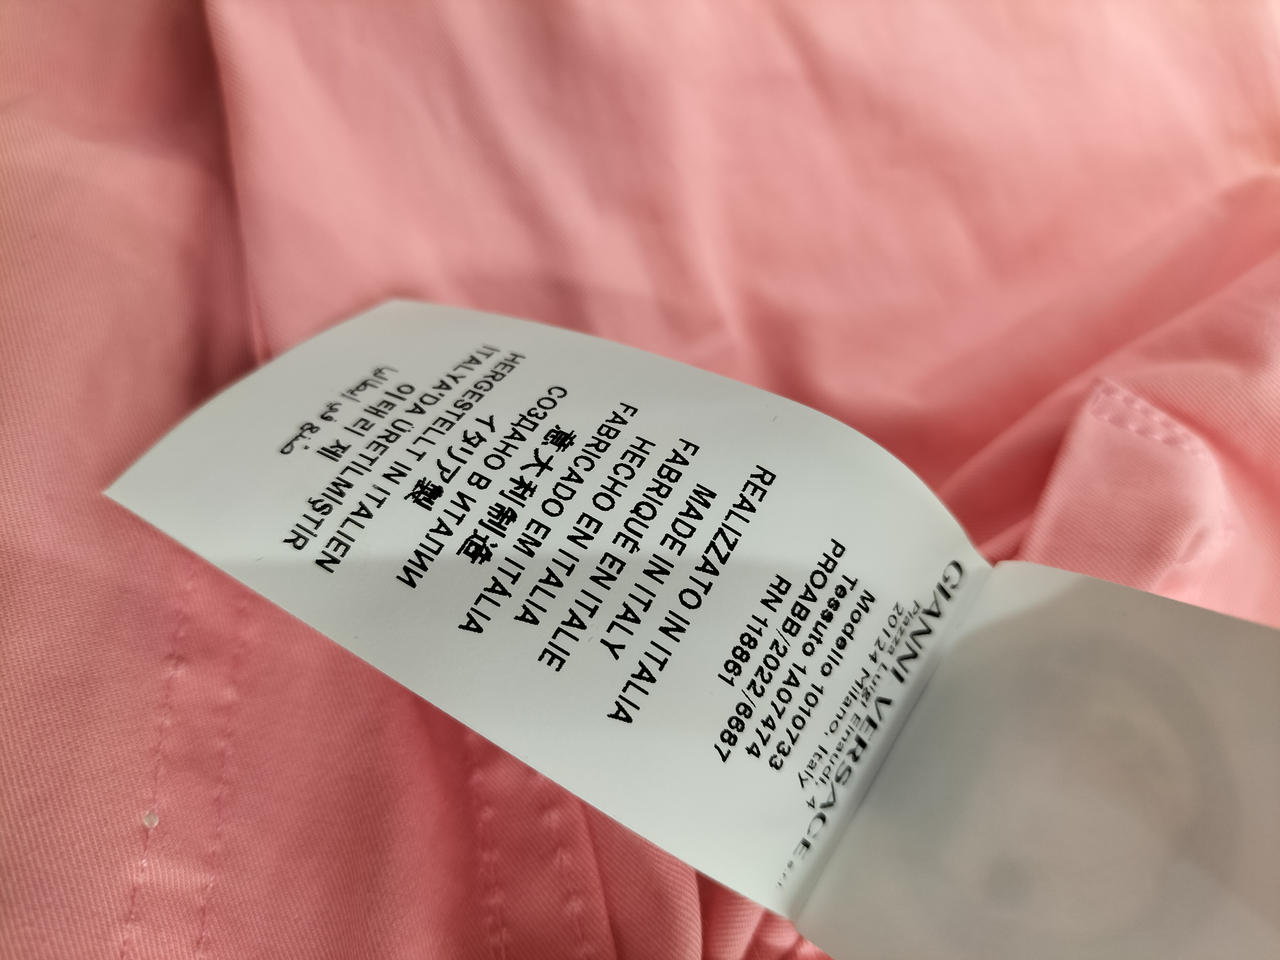 GIANNI VERSACE s.r.l.
Piazza Luigi Einaudi, 4
20124 Milano, Italy
Modello 1010733
Tessuto 1A07474
PROABB/2022/6687
RN 118861
REALIZZATO IN ITALIA
MADE IN ITALY
FABRIQUÉ EN ITALIE
HECHO EN ITALIA
FABRICADO EM ITALIA
意大利制造
СОЗДАНО В ИТАЛИИ
イタリア製
HERGESTELLT IN ITALIEN
ITALYA'DA ÜRETILMIŞTIR
이태리 제
صنع في إيطاليا